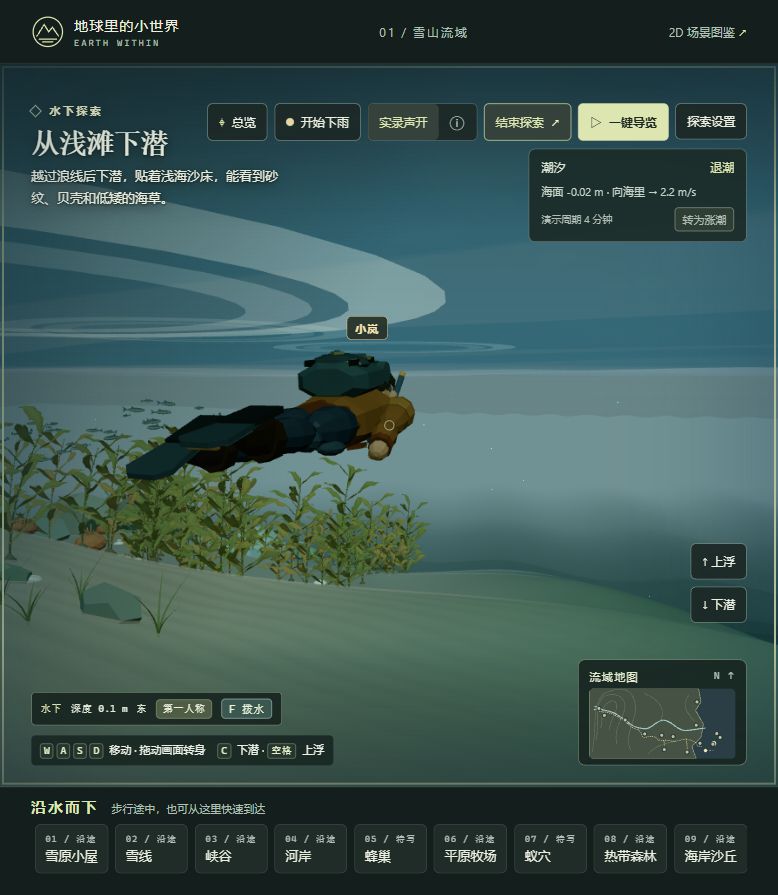 地球里的小世界
EARTH WITHIN
01 / 雪山流域
2D 场景图鉴 ↗
水下探索
从浅滩下潜
越过浪线后下潜，贴着浅海沙床，能看到砂
纹、贝壳和低矮的海草。
总览
开始下雨
实录声开 ⓘ
结束探索 ↗
▷ 一键导览
探索设置
潮汐 退潮
海面 -0.02 m · 向海里 → 2.2 m/s
演示周期 4 分钟 转为涨潮
小岚
↑ 上浮
↓ 下潜
流域地图 N ↑
水下 深度 0.1 m 东 第一人称 F 拨水
W A S D 移动 · 拖动画面转身 C 下潜 · 空格 上浮
沿水而下 步行途中，也可从这里快速到达
01 / 沿途
雪原小屋
02 / 沿途
雪线
03 / 沿途
峡谷
04 / 沿途
河岸
05 / 特写
蜂巢
06 / 沿途
平原牧场
07 / 特写
蚁穴
08 / 沿途
热带森林
09 / 沿途
海岸沙丘